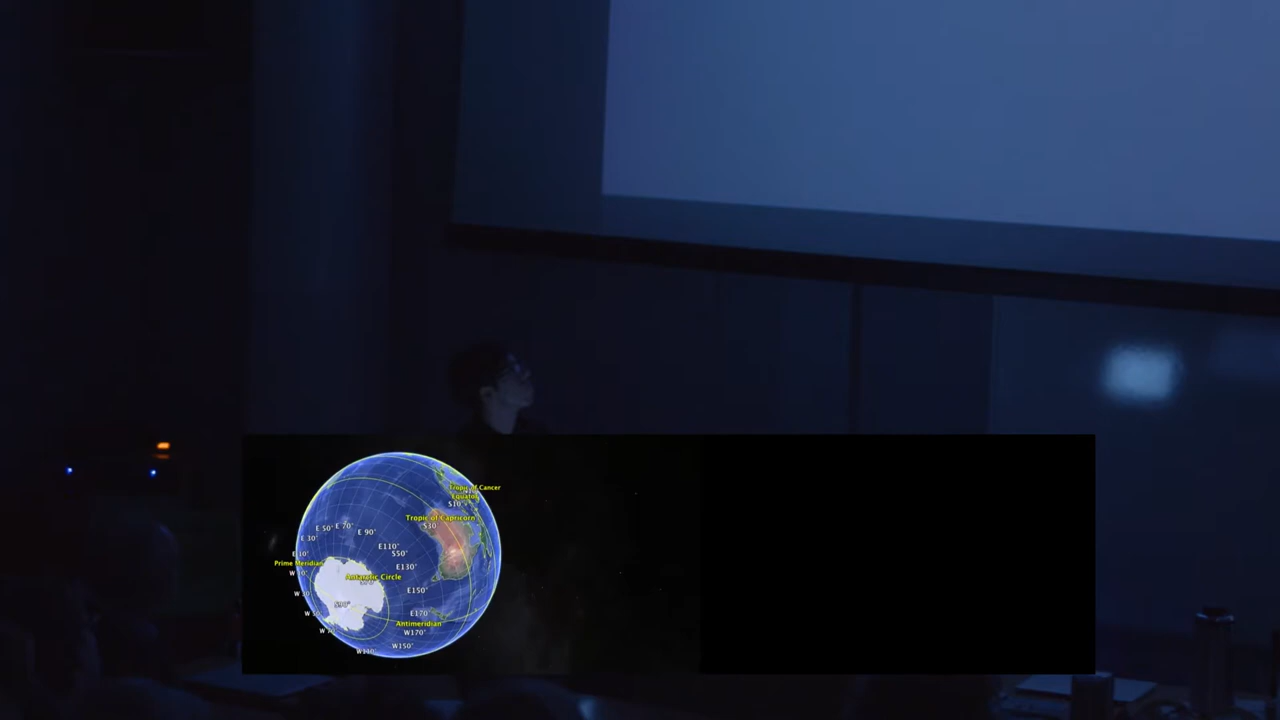 Tropic of Cancer
Equator
S10°
Tropic of Capricorn
S30
E 50° E 70°
E 90°
E 30°
E110°
S50°
E 10°
Prime Meridian
E130°
Antarctic Circle
E150°
E170°
Antimeridian
W170°
W150°